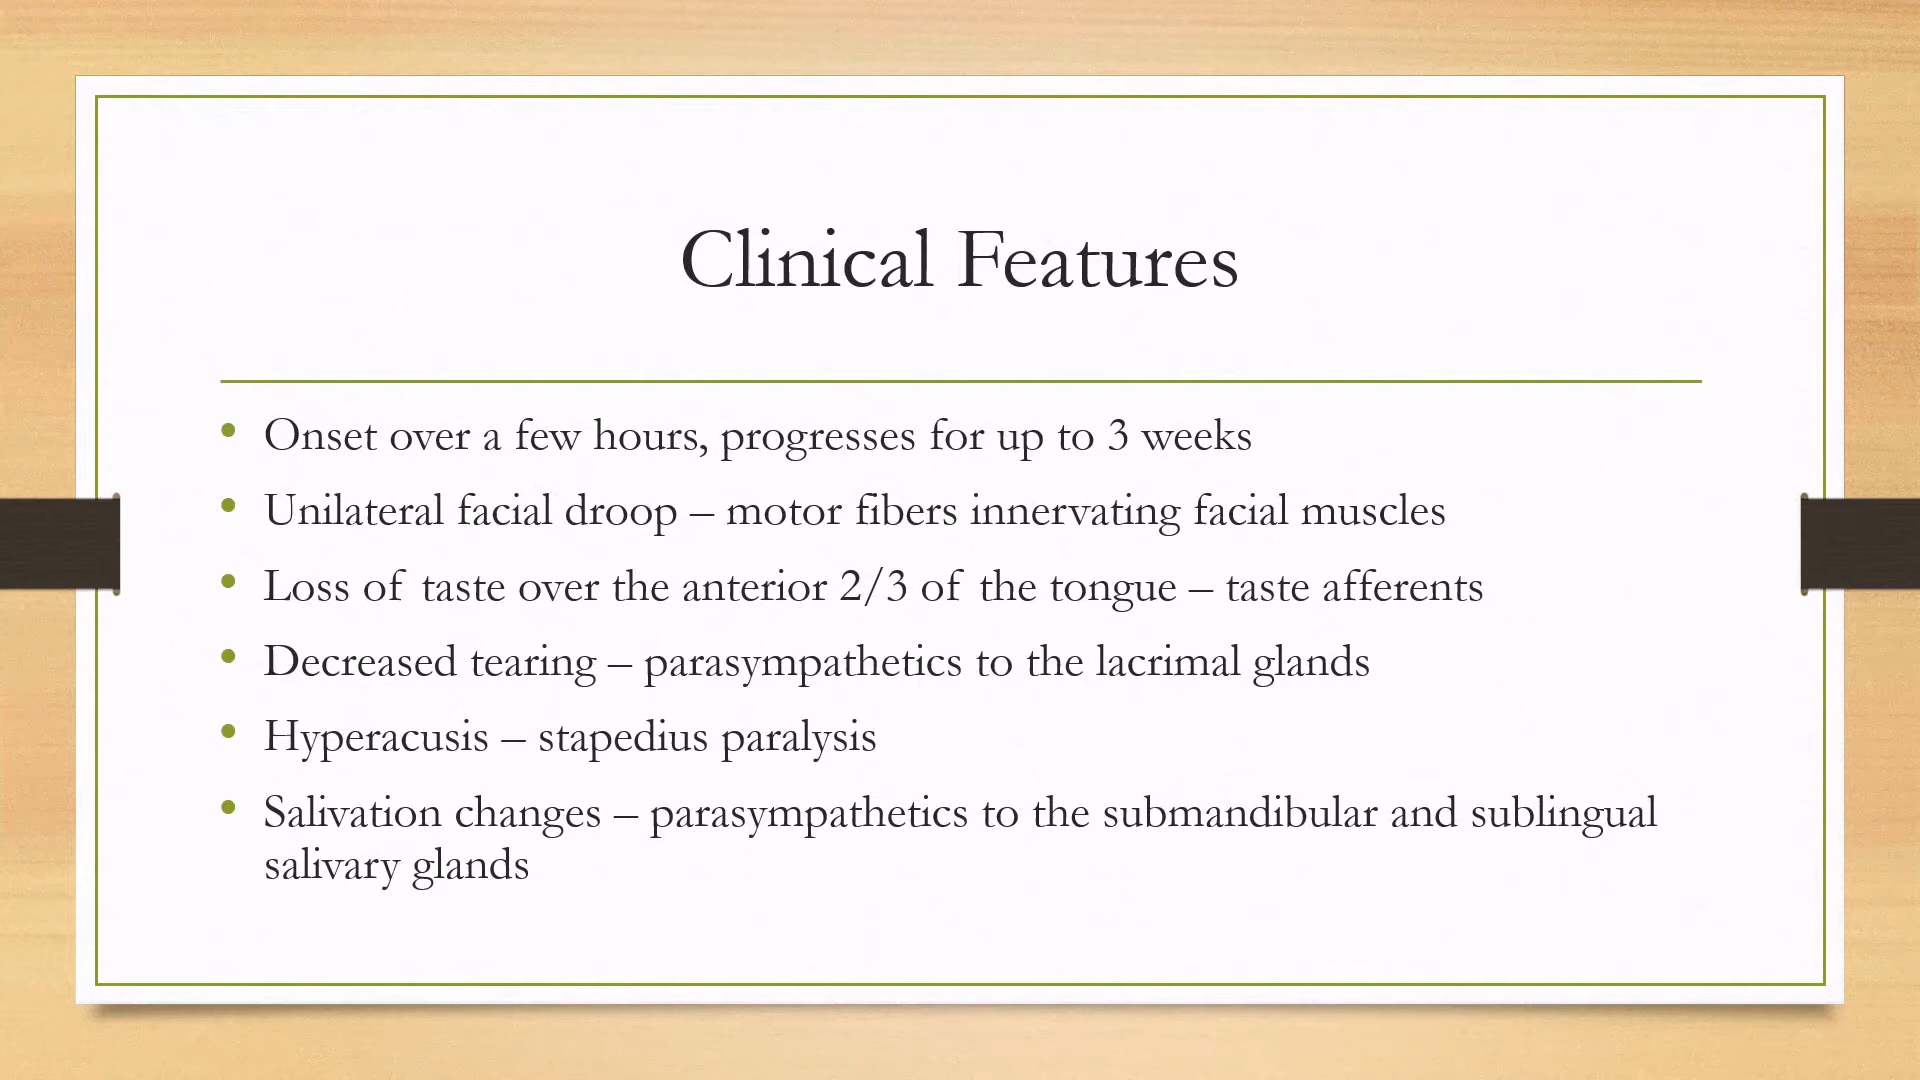 Clinical Features
• Onset over a few hours, progresses for up to 3 weeks
• Unilateral facial droop – motor fibers innervating facial muscles
• Loss of taste over the anterior 2/3 of the tongue – taste afferents
• Decreased tearing – parasympathetics to the lacrimal glands
• Hyperacusis – stapedius paralysis
• Salivation changes – parasympathetics to the submandibular and sublingual
salivary glands